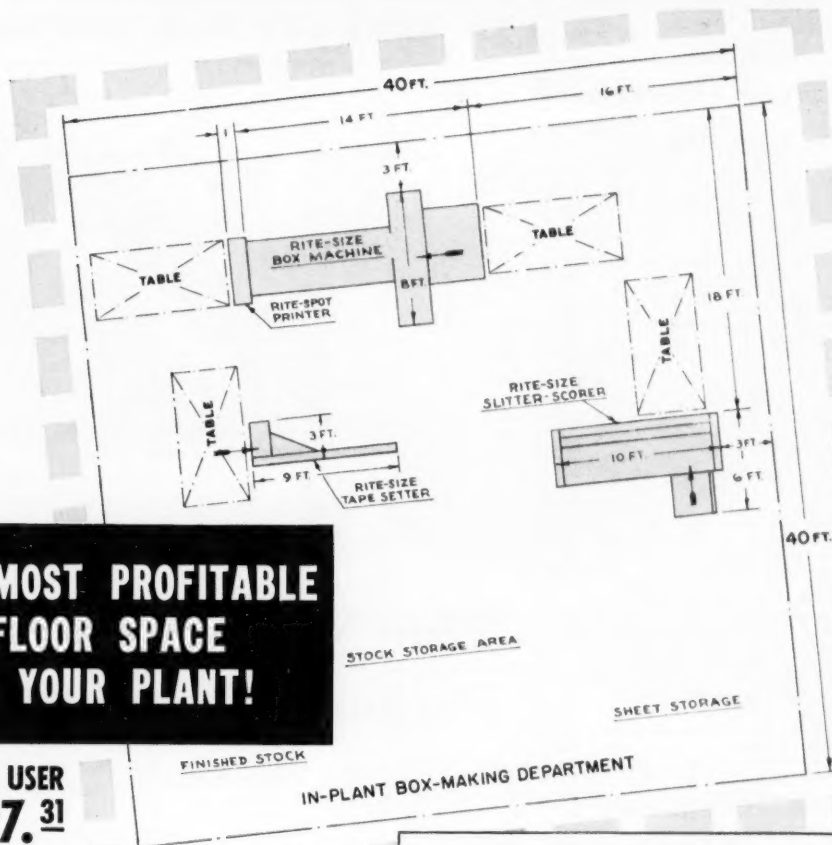 40 FT.
1
14 FT
16 FT.
3 FT.
RITE-SIZE
BOX MACHINE
TABLE
TABLE
8 FT.
RITE-SPOT
PRINTER
18 FT.
TABLE
RITE-SIZE
SLITTER-SCORER
TABLE
3 FT.
9 FT.
RITE-SIZE
TAPE SETTER
10 FT.
3 FT.
6 FT.
40 FT.
MOST PROFITABLE
FLOOR SPACE
YOUR PLANT!
STOCK STORAGE AREA
SHEET STORAGE
FINISHED STOCK
IN-PLANT BOX-MAKING DEPARTMENT
USER
7.31